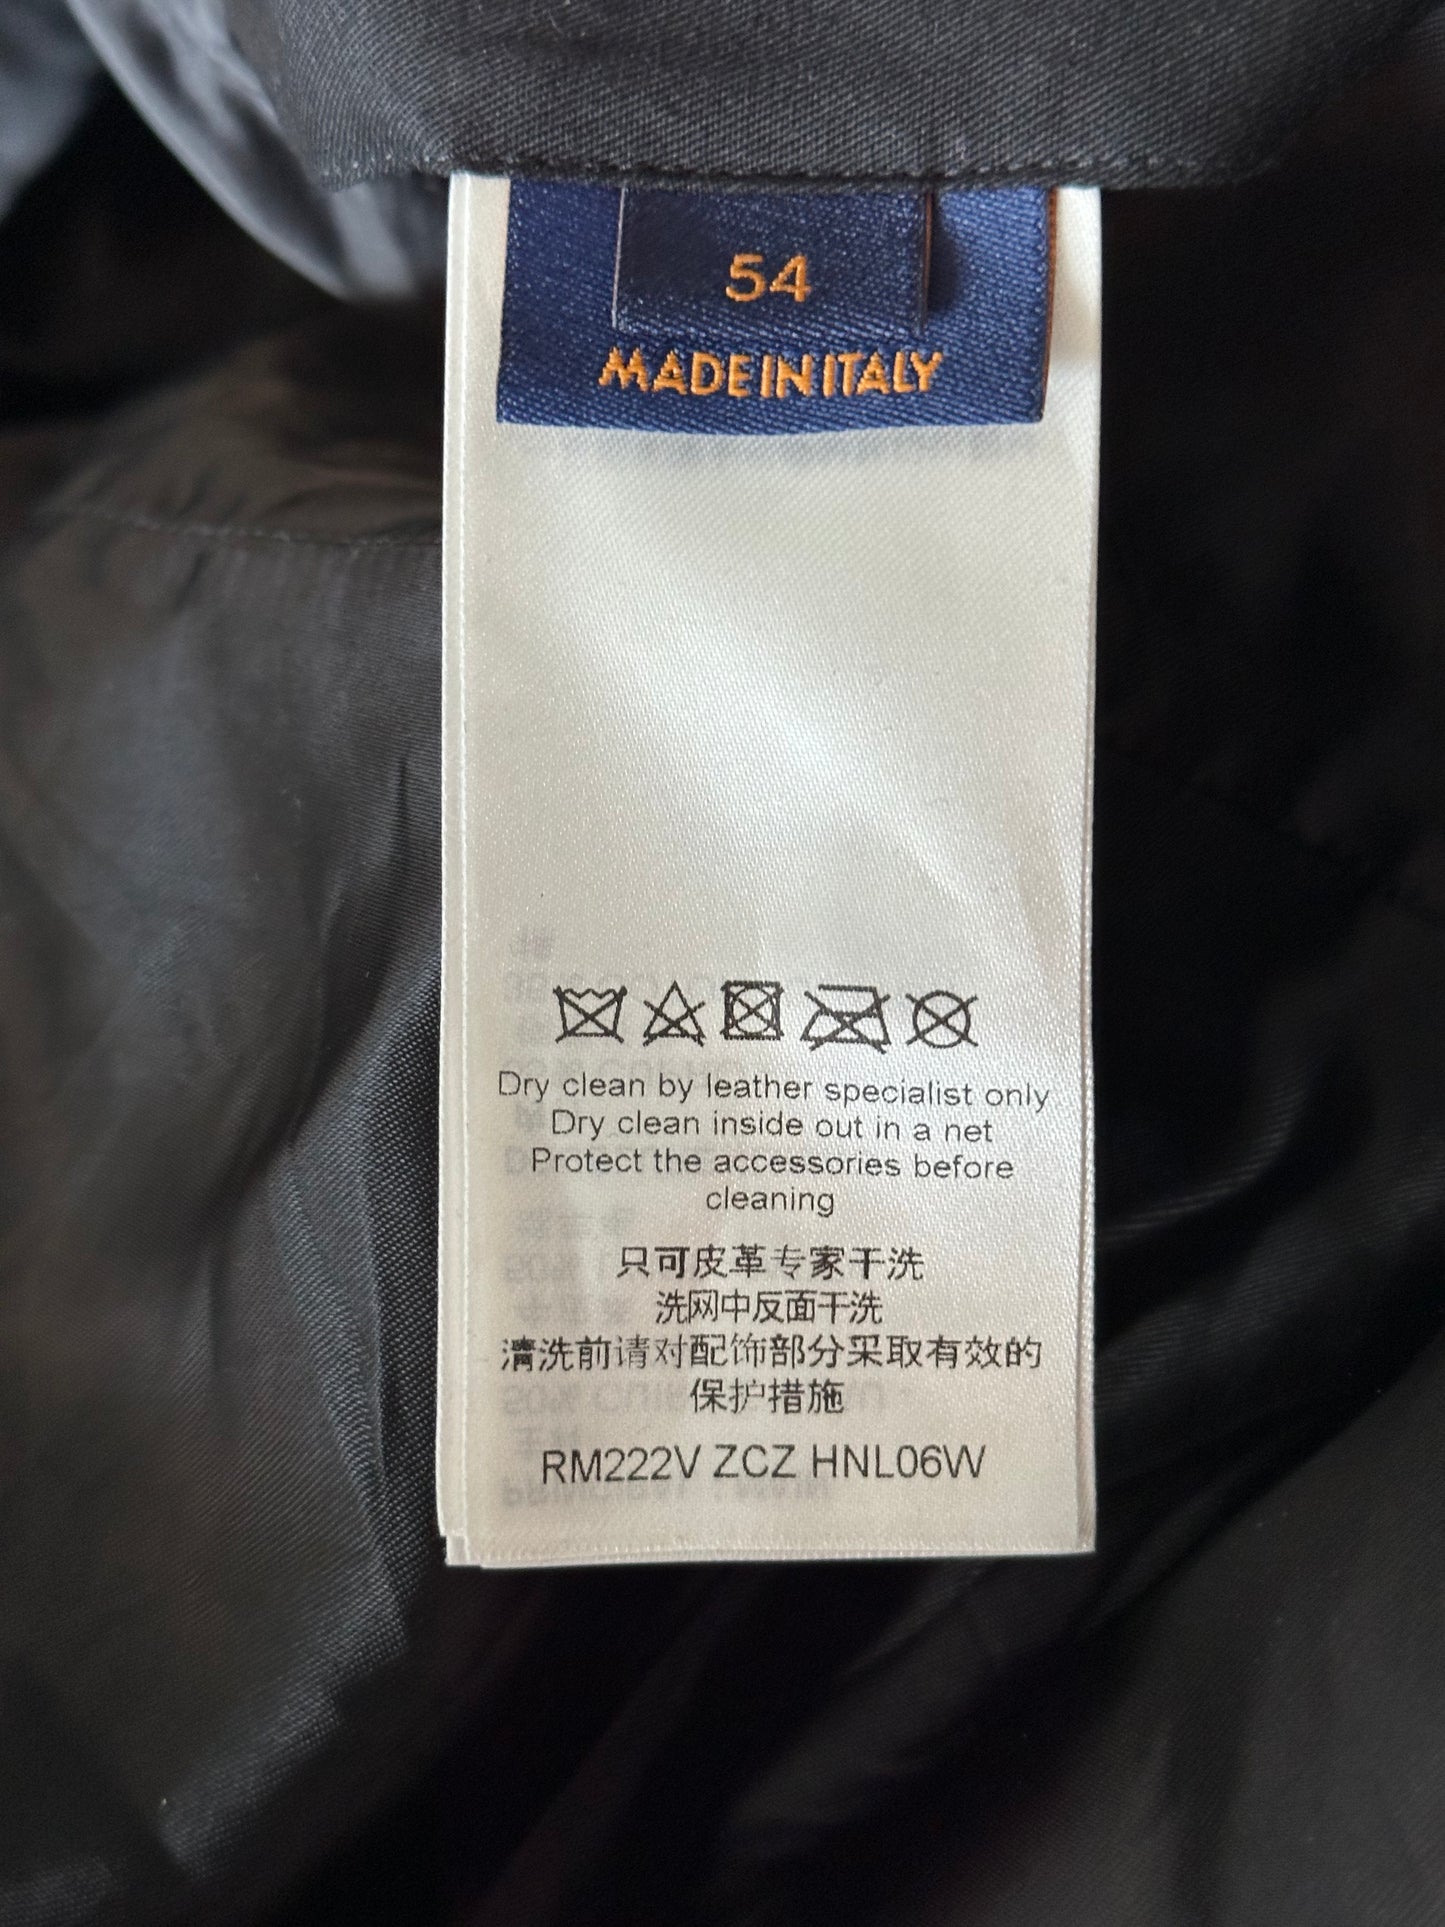 54
MADE IN ITALY
Dry clean by leather specialist only
Dry clean inside out in a net
Protect the accessories before
cleaning
只可皮革专家干洗
洗网中反面干洗
清洗前请对配饰部分采取有效的
保护措施
RM222V ZCZ HNL06W